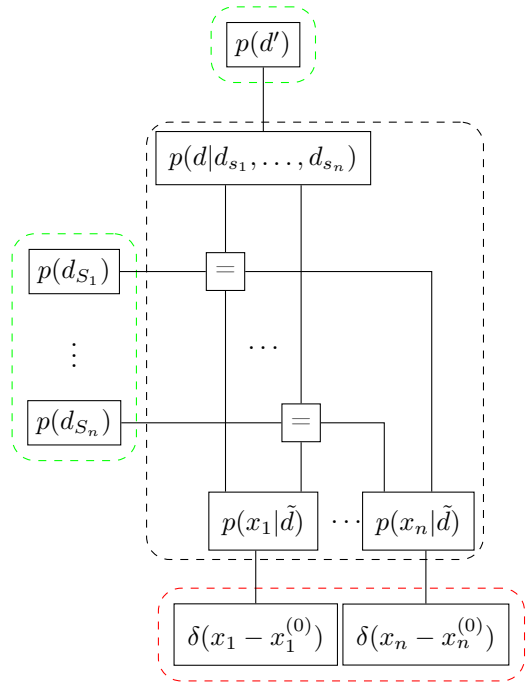 p(d′)
p(d|d_{s_1}, …, d_{s_n})
p(d_{S_1})
=
⋮
⋯
p(d_{S_n})
=
p(x_1|d̃) ⋯ p(x_n|d̃)
δ(x_1 − x_1^{(0)}) δ(x_n − x_n^{(0)})